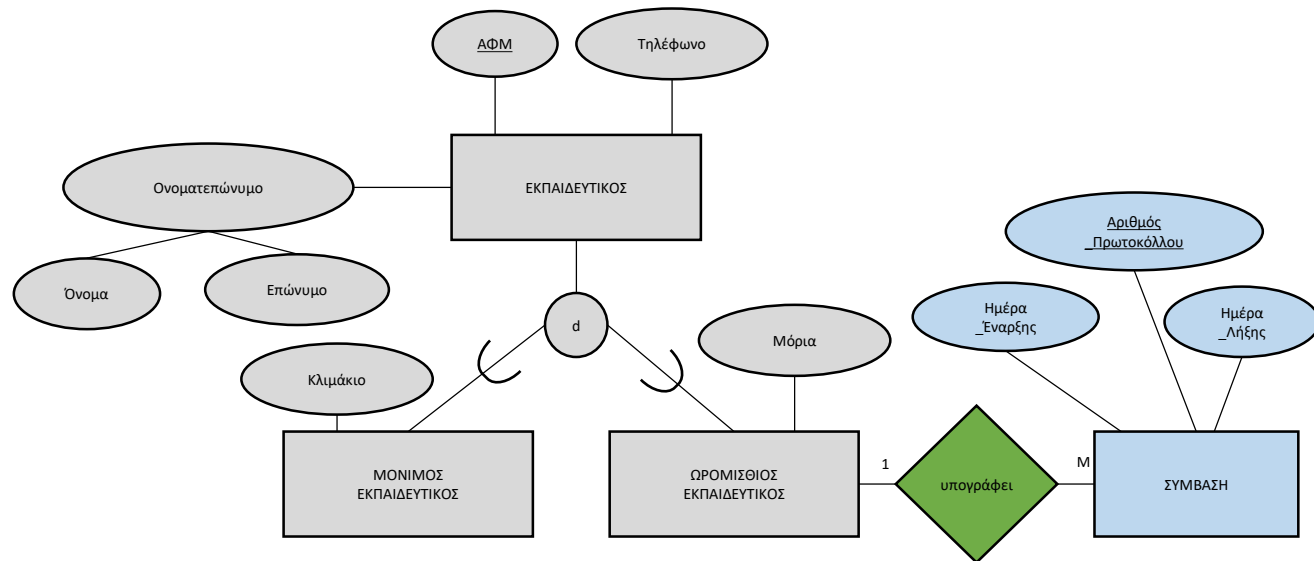 ΑΦΜ
Τηλέφωνο
Ονοματεπώνυμο
ΕΚΠΑΙΔΕΥΤΙΚΟΣ
Αριθμός
_Πρωτοκόλλου
Όνομα
Επώνυμο
Ημέρα
_Έναρξης
Ημέρα
_Λήξης
d
Μόρια
Κλιμάκιο
ΜΟΝΙΜΟΣ
ΕΚΠΑΙΔΕΥΤΙΚΟΣ
ΩΡΟΜΙΣΘΙΟΣ
ΕΚΠΑΙΔΕΥΤΙΚΟΣ
1
υπογράφει
M
ΣΥΜΒΑΣΗ